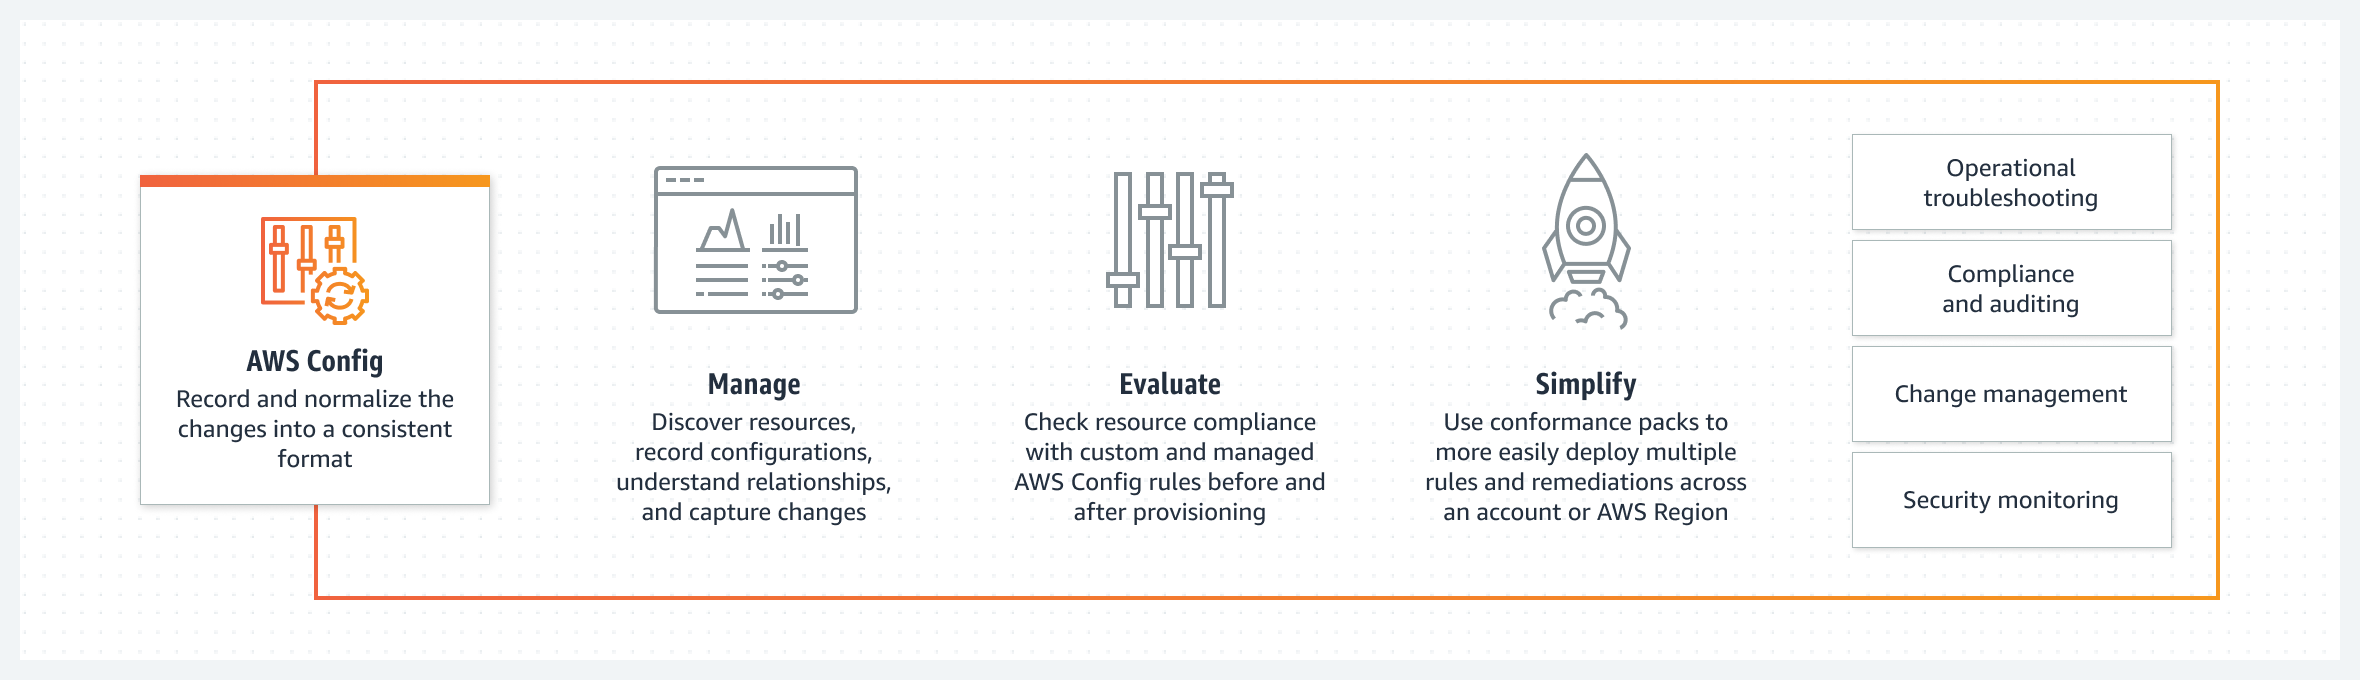 AWS Config
Record and normalize the
changes into a consistent
format
Manage
Discover resources,
record configurations,
understand relationships,
and capture changes
Evaluate
Check resource compliance
with custom and managed
AWS Config rules before and
after provisioning
Simplify
Use conformance packs to
more easily deploy multiple
rules and remediations across
an account or AWS Region
Operational
troubleshooting
Compliance
and auditing
Change management
Security monitoring